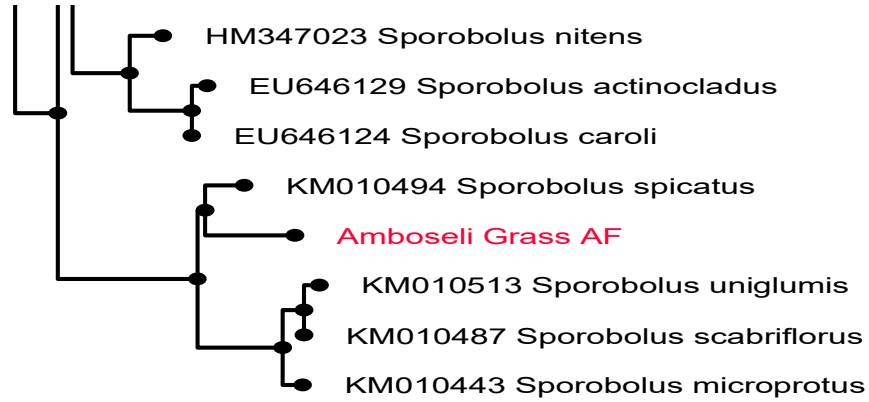 HM347023 Sporobolus nitens
EU646129 Sporobolus actinocladus
EU646124 Sporobolus caroli
KM010494 Sporobolus spicatus
Amboseli Grass AF
KM010513 Sporobolus uniglumis
KM010487 Sporobolus scabriflorus
KM010443 Sporobolus microprotus